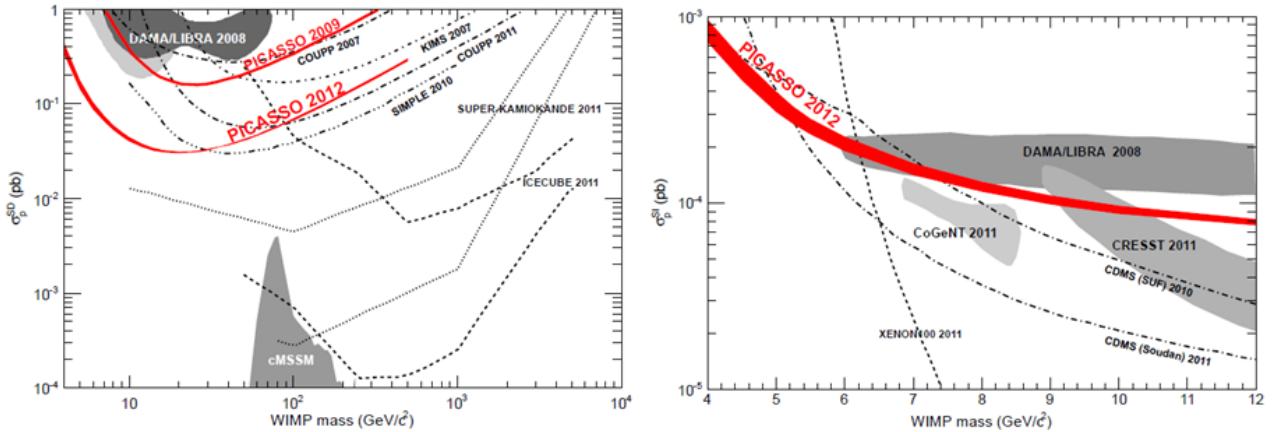 1
10⁻¹
10⁻²
10⁻³
10⁻⁴
σₚˢᴰ (pb)
DAMA/LIBRA 2008
PICASSO 2009
COUPP 2007
KIMS 2007
COUPP 2011
SIMPLE 2010
PICASSO 2012
SUPER-KAMIOKANDE 2011
ICECUBE 2011
cMSSM
10
10²
10³
10⁴
WIMP mass (GeV/c²)
10⁻³
10⁻⁴
10⁻⁵
σₚˢᴵ (pb)
PICASSO 2012
DAMA/LIBRA 2008
CoGeNT 2011
CRESST 2011
CDMS (SUF) 2010
XENON100 2011
CDMS (Soudan) 2011
4 5 6 7 8 9 10 11 12
WIMP mass (GeV/c²)